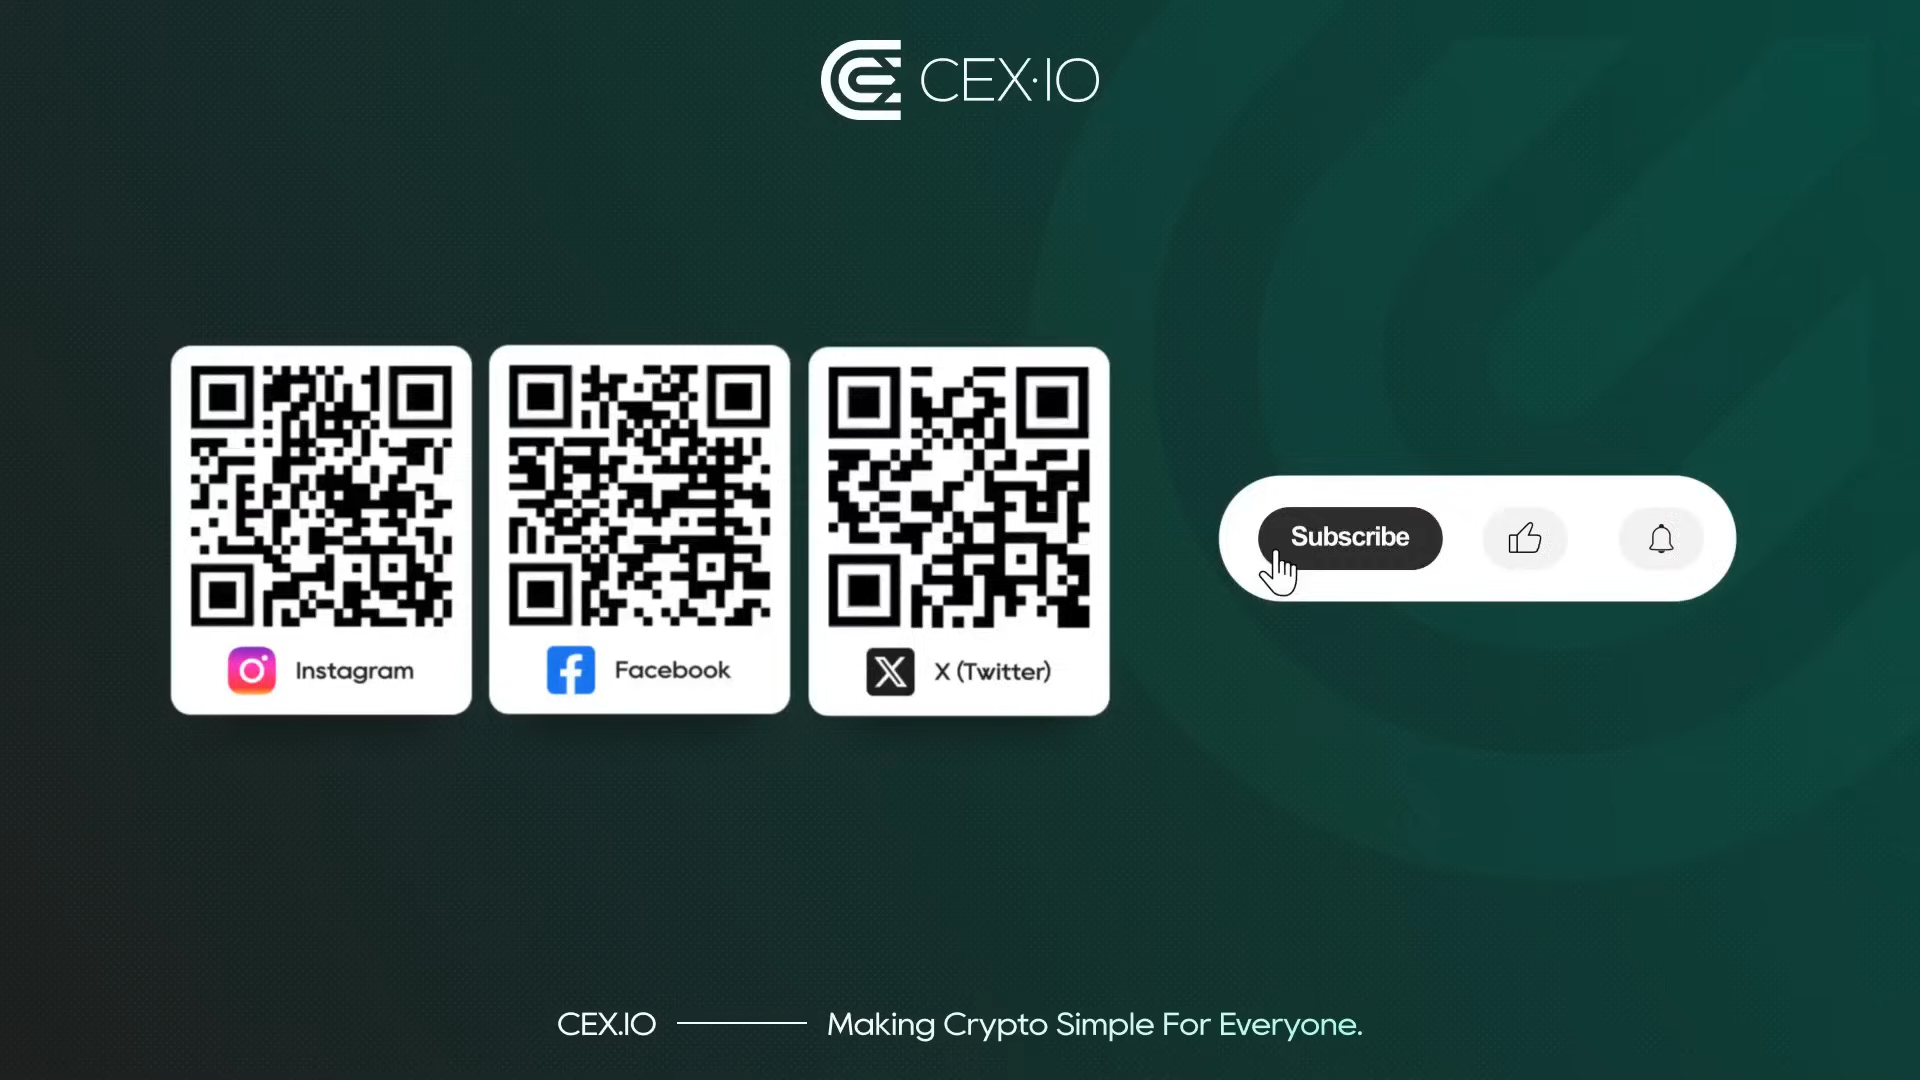 CEX·IO
Instagram
Facebook
X (Twitter)
Subscribe
CEX.IO
Making Crypto Simple For Everyone.